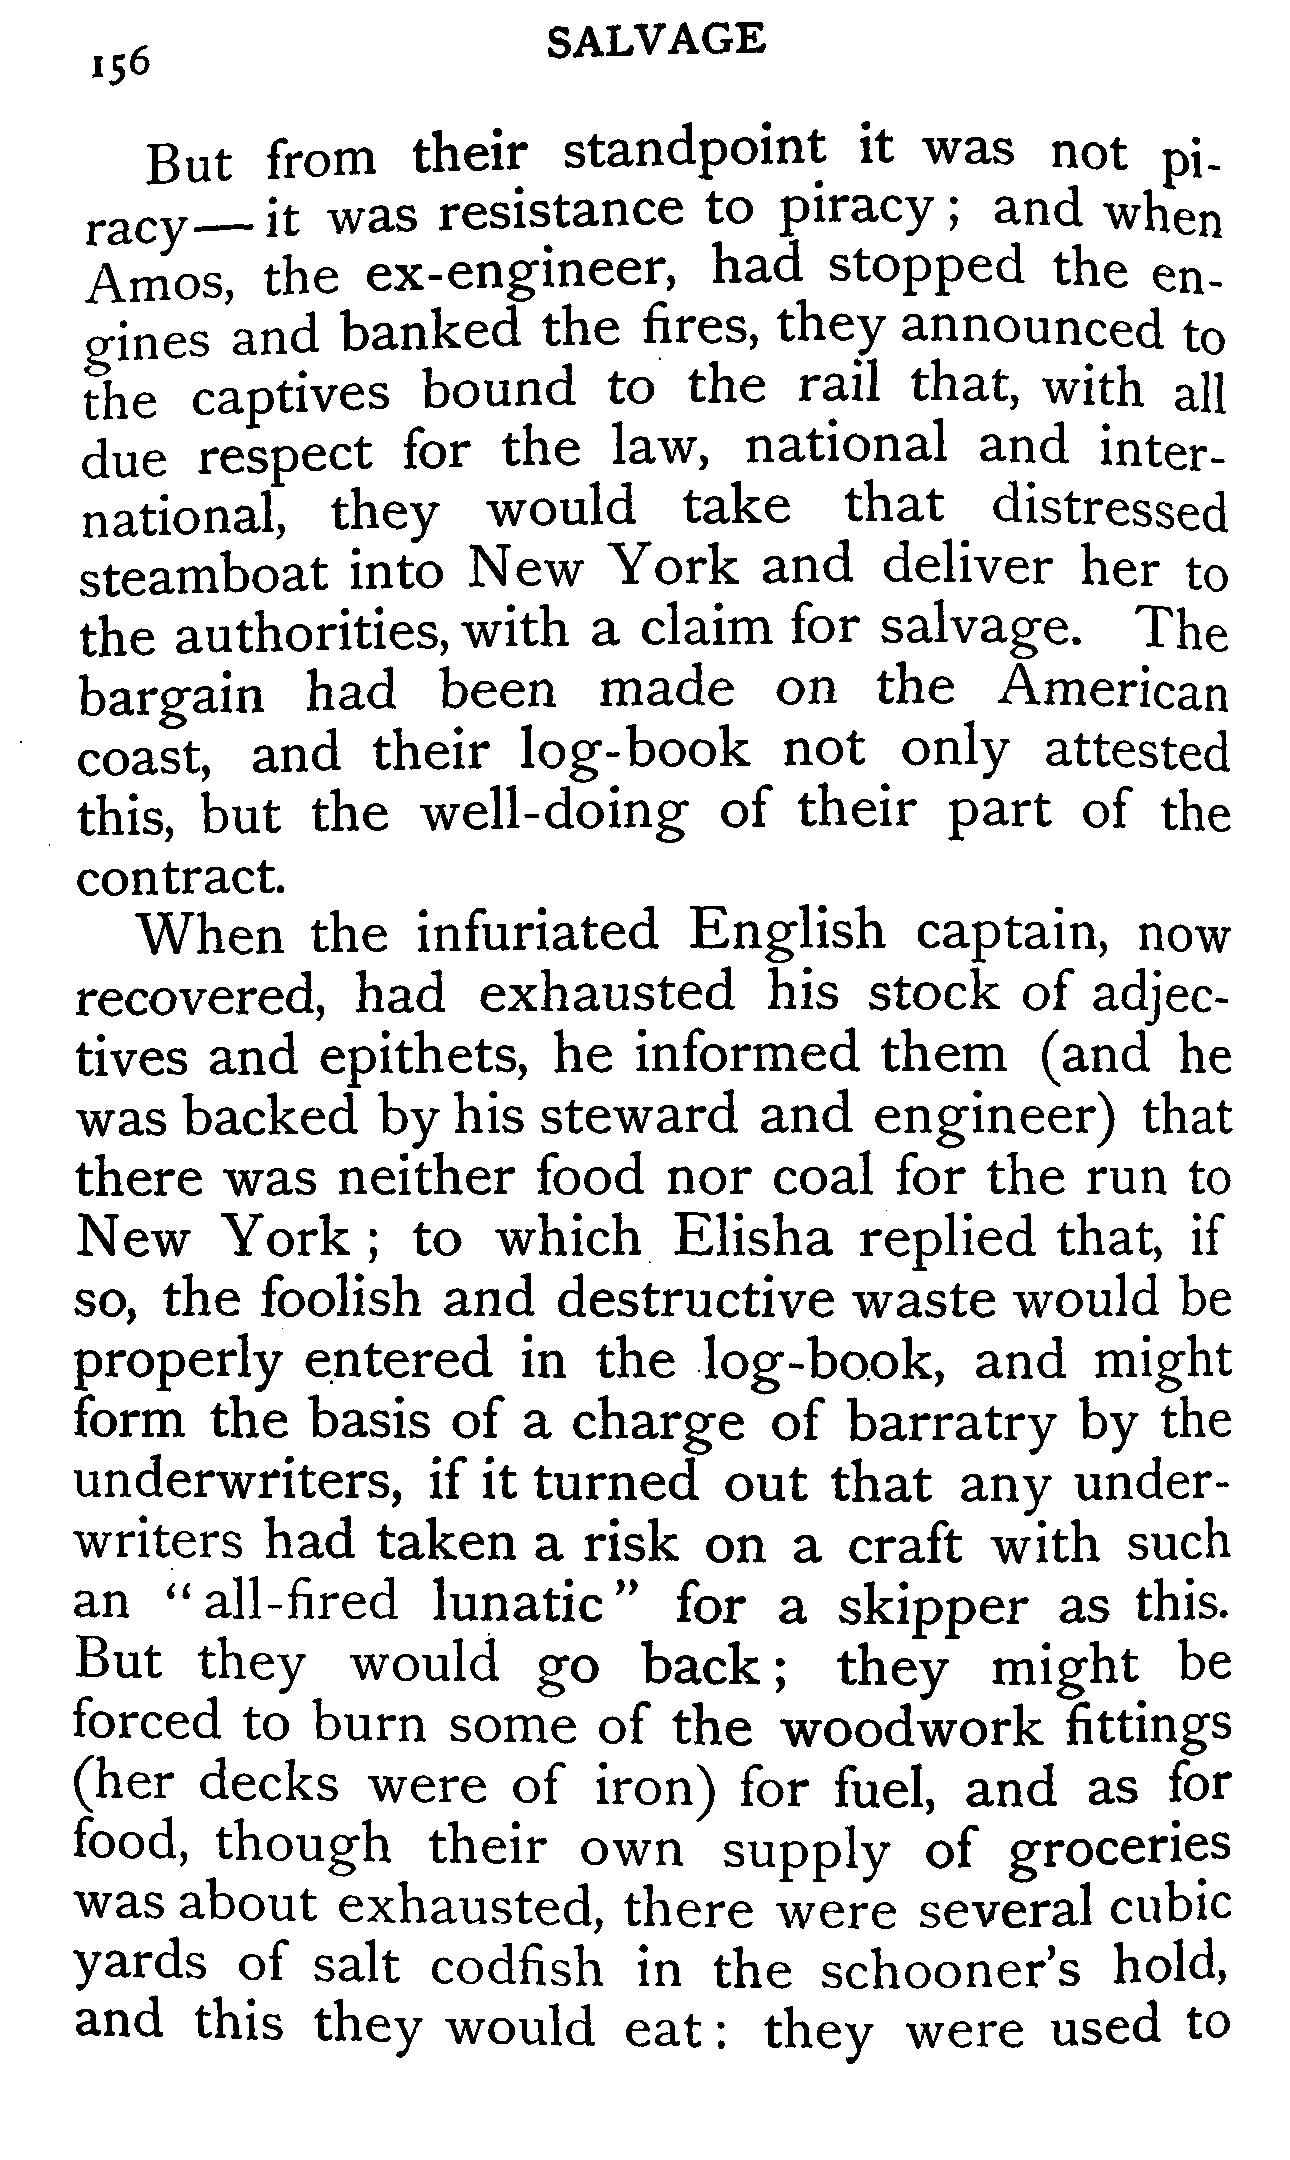 156
SALVAGE
But from their standpoint it was not pi-
racy— it was resistance to piracy ; and when
Amos, the ex-engineer, had stopped the en-
gines and banked the fires, they announced to
the captives bound to the rail that, with all
due respect for the law, national and inter-
national, they would take that distressed
steamboat into New York and deliver her to
the authorities, with a claim for salvage. The
bargain had been made on the American
coast, and their log-book not only attested
this, but the well-doing of their part of the
contract.
When the infuriated English captain, now
recovered, had exhausted his stock of adjec-
tives and epithets, he informed them (and he
was backed by his steward and engineer) that
there was neither food nor coal for the run to
New York ; to which Elisha replied that, if
so, the foolish and destructive waste would be
properly entered in the log-book, and might
form the basis of a charge of barratry by the
underwriters, if it turned out that any under-
writers had taken a risk on a craft with such
an “all-fired lunatic” for a skipper as this.
But they would go back ; they might be
forced to burn some of the woodwork fittings
(her decks were of iron) for fuel, and as for
food, though their own supply of groceries
was about exhausted, there were several cubic
yards of salt codfish in the schooner's hold,
and this they would eat : they were used to